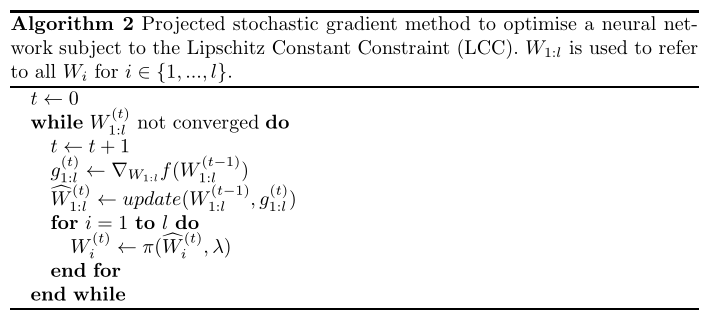 Algorithm 2 Projected stochastic gradient method to optimise a neural net-
work subject to the Lipschitz Constant Constraint (LCC). $W_{1:l}$ is used to refer
to all $W_i$ for $i \in \{1, ..., l\}$.
$t \leftarrow 0$
while $W_{1:l}^{(t)}$ not converged do
$t \leftarrow t + 1$
$g_{1:l}^{(t)} \leftarrow \nabla_{W_{1:l}} f(W_{1:l}^{(t-1)})$
$\widehat{W}_{1:l}^{(t)} \leftarrow update(W_{1:l}^{(t-1)}, g_{1:l}^{(t)})$
for $i = 1$ to $l$ do
$W_i^{(t)} \leftarrow \pi(\widehat{W}_i^{(t)}, \lambda)$
end for
end while